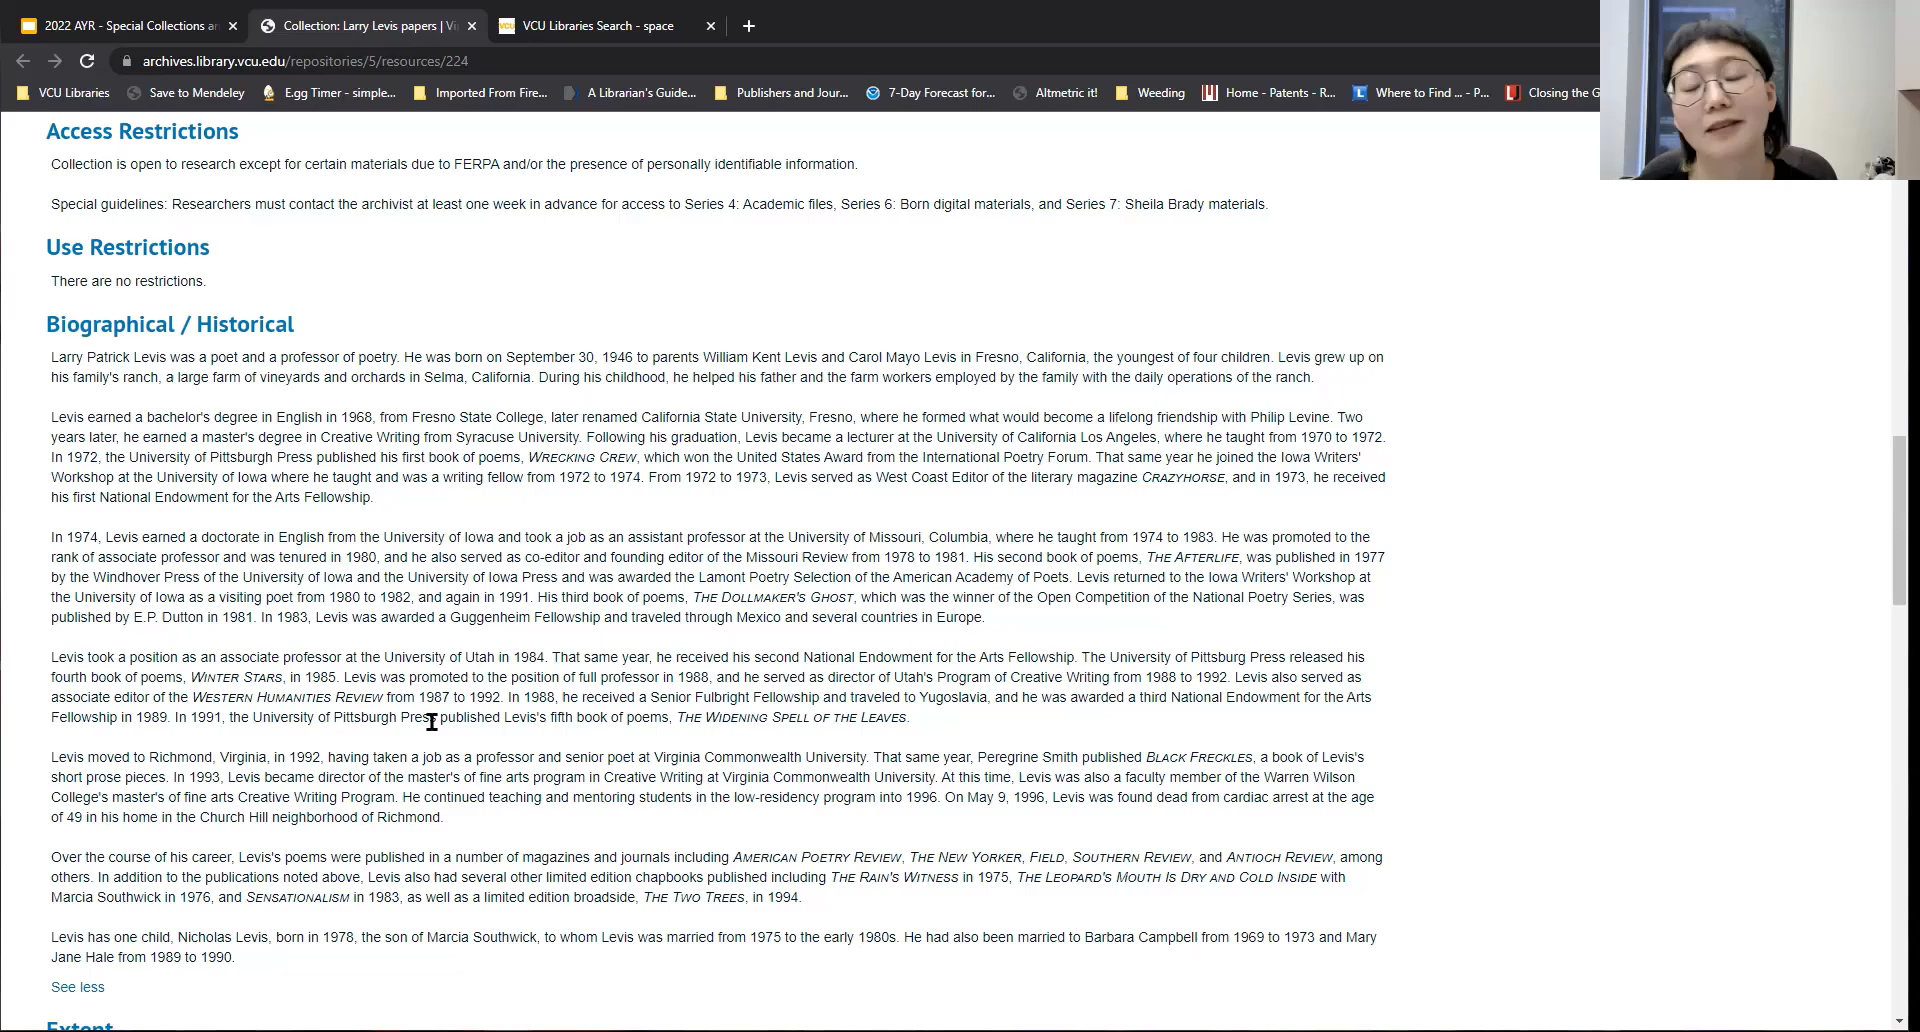 2022 AYR - Special Collections an
Collection: Larry Levis papers | Vi
VCU Libraries Search - space
archives.library.vcu.edu/repositories/5/resources/224
VCU Libraries
Save to Mendeley
E.gg Timer - simple...
Imported From Fire...
A Librarian's Guide...
Publishers and Jour...
7-Day Forecast for...
Altmetric it!
Weeding
Home - Patents - R...
Where to Find ... - P...
Closing the G
Access Restrictions
Collection is open to research except for certain materials due to FERPA and/or the presence of personally identifiable information.
Special guidelines: Researchers must contact the archivist at least one week in advance for access to Series 4: Academic files, Series 6: Born digital materials, and Series 7: Sheila Brady materials.
Use Restrictions
There are no restrictions.
Biographical / Historical
Larry Patrick Levis was a poet and a professor of poetry. He was born on September 30, 1946 to parents William Kent Levis and Carol Mayo Levis in Fresno, California, the youngest of four children. Levis grew up on
his family's ranch, a large farm of vineyards and orchards in Selma, California. During his childhood, he helped his father and the farm workers employed by the family with the daily operations of the ranch.
Levis earned a bachelor's degree in English in 1968, from Fresno State College, later renamed California State University, Fresno, where he formed what would become a lifelong friendship with Philip Levine. Two
years later, he earned a master's degree in Creative Writing from Syracuse University. Following his graduation, Levis became a lecturer at the University of California Los Angeles, where he taught from 1970 to 1972.
In 1972, the University of Pittsburg Press published his first book of poems, WRECKING CREW, which won the United States Award from the International Poetry Forum. That same year he joined the Iowa Writers'
Workshop at the University of Iowa where he taught and was a writing fellow from 1972 to 1974. From 1972 to 1973, Levis served as West Coast Editor of the literary magazine CRAZYHORSE, and in 1973, he received
his first National Endowment for the Arts Fellowship.
In 1974, Levis earned a doctorate in English from the University of Iowa and took a job as an assistant professor at the University of Missouri, Columbia, where he taught from 1974 to 1983. He was promoted to the
rank of associate professor and was tenured in 1980, and he also served as co-editor and founding editor of the Missouri Review from 1978 to 1981. His second book of poems, THE AFTERLIFE, was published in 1977
by the Windhover Press of the University of Iowa and the University of Iowa Press and was awarded the Lamont Poetry Selection of the American Academy of Poets. Levis returned to the Iowa Writers' Workshop at
the University of Iowa as a visiting poet from 1980 to 1982, and again in 1991. His third book of poems, THE DOLLMAKER'S GHOST, which was the winner of the Open Competition of the National Poetry Series, was
published by E.P. Dutton in 1981. In 1983, Levis was awarded a Guggenheim Fellowship and traveled through Mexico and several countries in Europe.
Levis took a position as an associate professor at the University of Utah in 1984. That same year, he received his second National Endowment for the Arts Fellowship. The University of Pittsburg Press released his
fourth book of poems, WINTER STARS, in 1985. Levis was promoted to the position of full professor in 1988, and he served as director of Utah's Program of Creative Writing from 1988 to 1992. Levis also served as
associate editor of the WESTERN HUMANITIES REVIEW from 1987 to 1992. In 1988, he received a Senior Fulbright Fellowship and traveled to Yugoslavia, and he was awarded a third National Endowment for the Arts
Fellowship in 1989. In 1991, the University of Pittsburgh Press published Levis's fifth book of poems, THE WIDENING SPELL OF THE LEAVES.
Levis moved to Richmond, Virginia, in 1992, having taken a job as a professor and senior poet at Virginia Commonwealth University. That same year, Peregrine Smith published BLACK FRECKLES, a book of Levis's
short prose pieces. In 1993, Levis became director of the master's of fine arts program in Creative Writing at Virginia Commonwealth University. At this time, Levis was also a faculty member of the Warren Wilson
College's master's of fine arts Creative Writing Program. He continued teaching and mentoring students in the low-residency program into 1996. On May 9, 1996, Levis was found dead from cardiac arrest at the age
of 49 in his home in the Church Hill neighborhood of Richmond.
Over the course of his career, Levis's poems were published in a number of magazines and journals including AMERICAN POETRY REVIEW, THE NEW YORKER, FIELD, SOUTHERN REVIEW, and ANTIOCH REVIEW, among
others. In addition to the publications noted above, Levis also had several other limited edition chapbooks published including THE RAIN'S WITNESS in 1975, THE LEOPARD'S MOUTH IS DRY AND COLD INSIDE with
Marcia Southwick in 1976, and SENSATIONALISM in 1983, as well as a limited edition broadside, THE TWO TREES, in 1994.
Levis has one child, Nicholas Levis, born in 1978, the son of Marcia Southwick, to whom Levis was married from 1975 to the early 1980s. He had also been married to Barbara Campbell from 1969 to 1973 and Mary
Jane Hale from 1989 to 1990.
See less
Extent